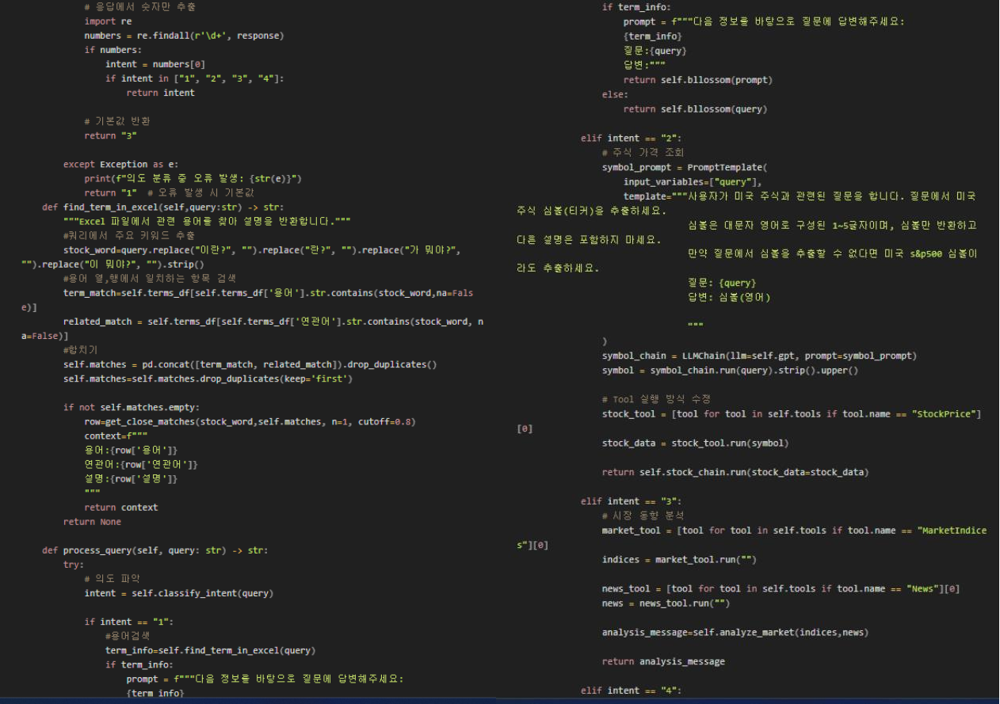 # 응답에서 숫자만 추출
        import re
        numbers = re.findall(r'\d+', response)
        if numbers:
            intent = numbers[0]
            if intent in ["1", "2", "3", "4"]:
                return intent

        # 기본값 반환
        return "3"

    except Exception as e:
        print(f"의도 분류 중 오류 발생: {str(e)}")
        return "1"  # 오류 발생 시 기본값
def find_term_in_excel(self,query:str) -> str:
    """Excel 파일에서 관련 용어를 찾아 설명을 반환합니다."""
    #쿼리에서 주요 키워드 추출
    stock_word=query.replace("이란?", "").replace("란?", "").replace("가 뭐야?",
"").replace("이 뭐야?", "").strip()
    #용어 열,행에서 일치하는 항목 검색
    term_match=self.terms_df[self.terms_df['용어'].str.contains(stock_word,na=Fals
e)]
    related_match = self.terms_df[self.terms_df['연관어'].str.contains(stock_word, n
a=False)]
    #합치기
    self.matches = pd.concat([term_match, related_match]).drop_duplicates()
    self.matches=self.matches.drop_duplicates(keep='first')

    if not self.matches.empty:
        row=get_close_matches(stock_word,self.matches, n=1, cutoff=0.8)
        context=f"""
        용어:{row['용어']}
        연관어:{row['연관어']}
        설명:{row['설명']}
        """
        return context
    return None

def process_query(self, query: str) -> str:
    try:
        # 의도 파악
        intent = self.classify_intent(query)

        if intent == "1":
            #용어검색
            term_info=self.find_term_in_excel(query)
            if term_info:
                prompt = f"""다음 정보를 바탕으로 질문에 답변해주세요:
                {term_info}
            if term_info:
                prompt = f"""다음 정보를 바탕으로 질문에 답변해주세요:
                {term_info}
                질문:{query}
                답변:"""
                return self.bllossom(prompt)
            else:
                return self.bllossom(query)

        elif intent == "2":
            # 주식 가격 조회
            symbol_prompt = PromptTemplate(
                input_variables=["query"],
                template="""사용자가 미국 주식과 관련된 질문을 합니다. 질문에서 미국
주식 심볼(티커)을 추출하세요.
                            심볼은 대문자 영어로 구성된 1~5글자이며, 심볼만 반환하고
다른 설명은 포함하지 마세요.
                            만약 질문에서 심볼을 추출할 수 없다면 미국 s&p500 심볼이
라도 추출하세요.
                            질문: {query}
                            답변: 심볼(영어)

                            """
            )
            symbol_chain = LLMChain(llm=self.gpt, prompt=symbol_prompt)
            symbol = symbol_chain.run(query).strip().upper()

            # Tool 실행 방식 수정
            stock_tool = [tool for tool in self.tools if tool.name == "StockPrice"]
[0]
            stock_data = stock_tool.run(symbol)

            return self.stock_chain.run(stock_data=stock_data)

        elif intent == "3":
            # 시장 동향 분석
            market_tool = [tool for tool in self.tools if tool.name == "MarketIndice
s"][0]
            indices = market_tool.run("")

            news_tool = [tool for tool in self.tools if tool.name == "News"][0]
            news = news_tool.run("")

            analysis_message=self.analyze_market(indices,news)

            return analysis_message

        elif intent == "4":